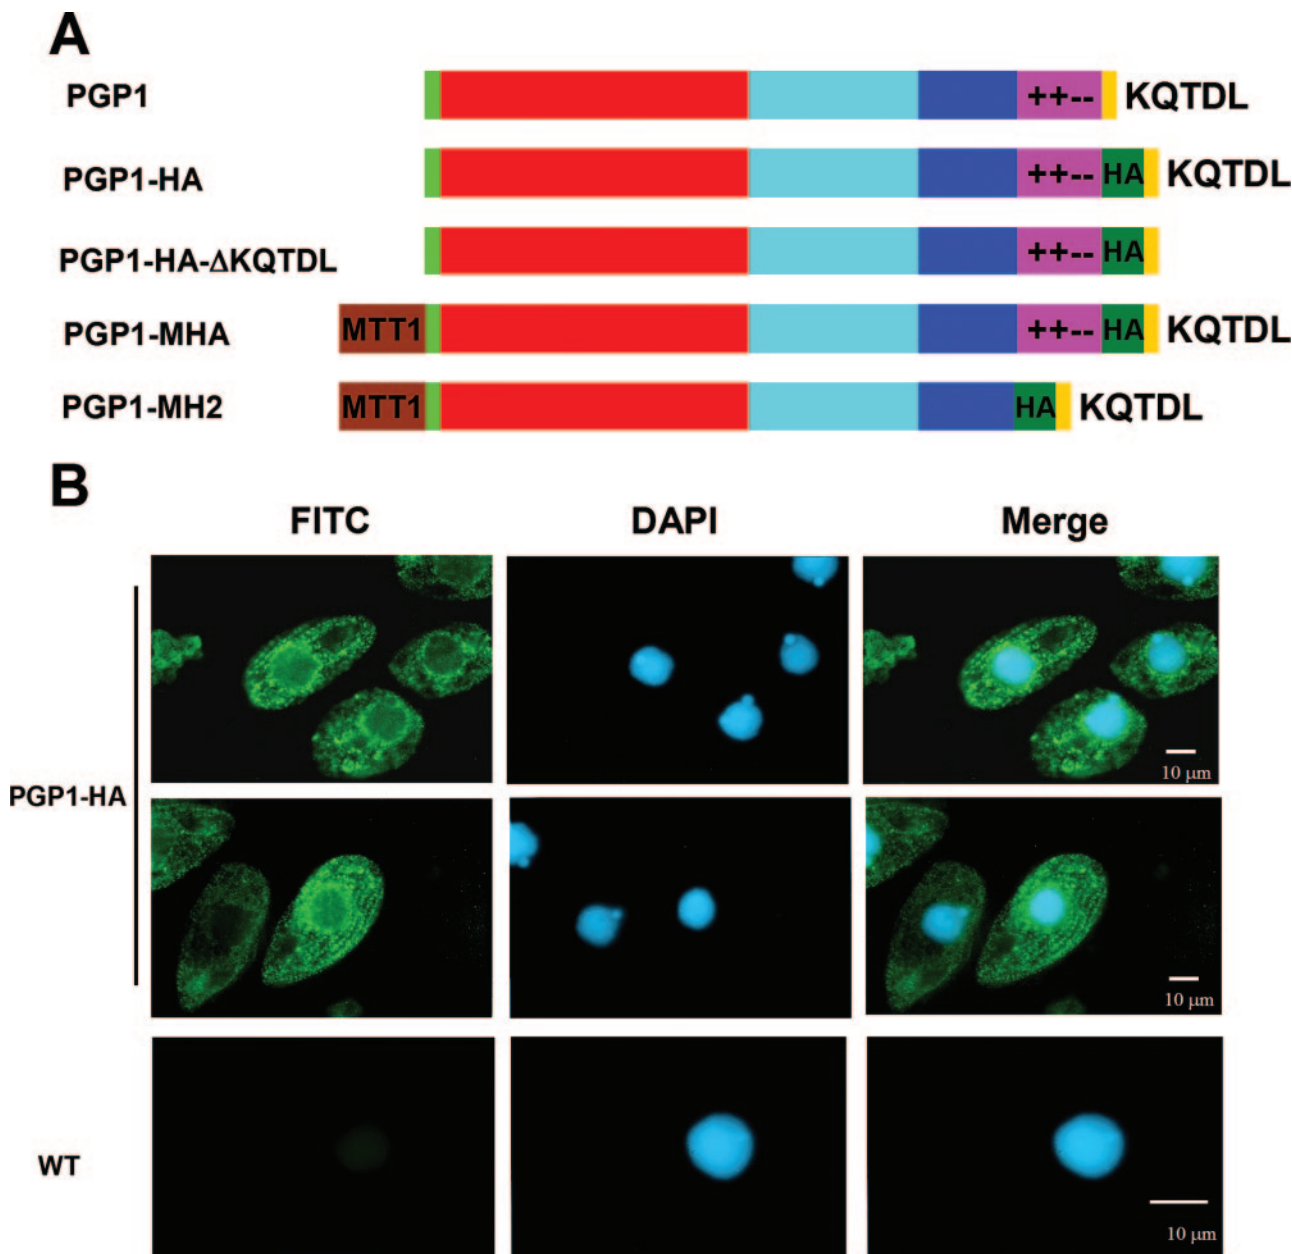 A
PGP1 ++-- KQTDL
PGP1-HA ++-- HA KQTDL
PGP1-HA-ΔKQTDL ++-- HA
PGP1-MHA MTT1 ++-- HA KQTDL
PGP1-MH2 MTT1 HA KQTDL
B
FITC DAPI Merge
10 μm
PGP1-HA
10 μm
WT
10 μm